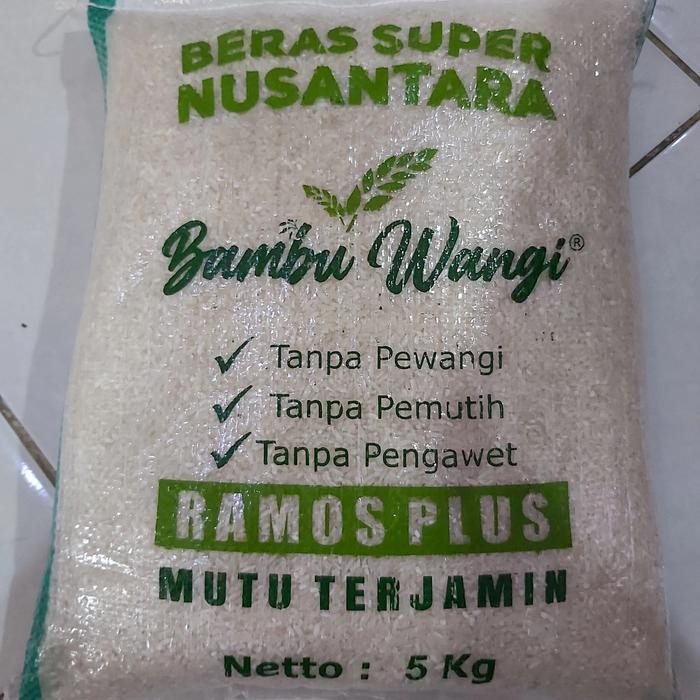 BERAS SUPER
NUSANTARA
Bambu Wangi®
Tanpa Pewangi
Tanpa Pemutih
Tanpa Pengawet
RAMOS PLUS
MUTU TERJAMIN
Netto : 5 Kg